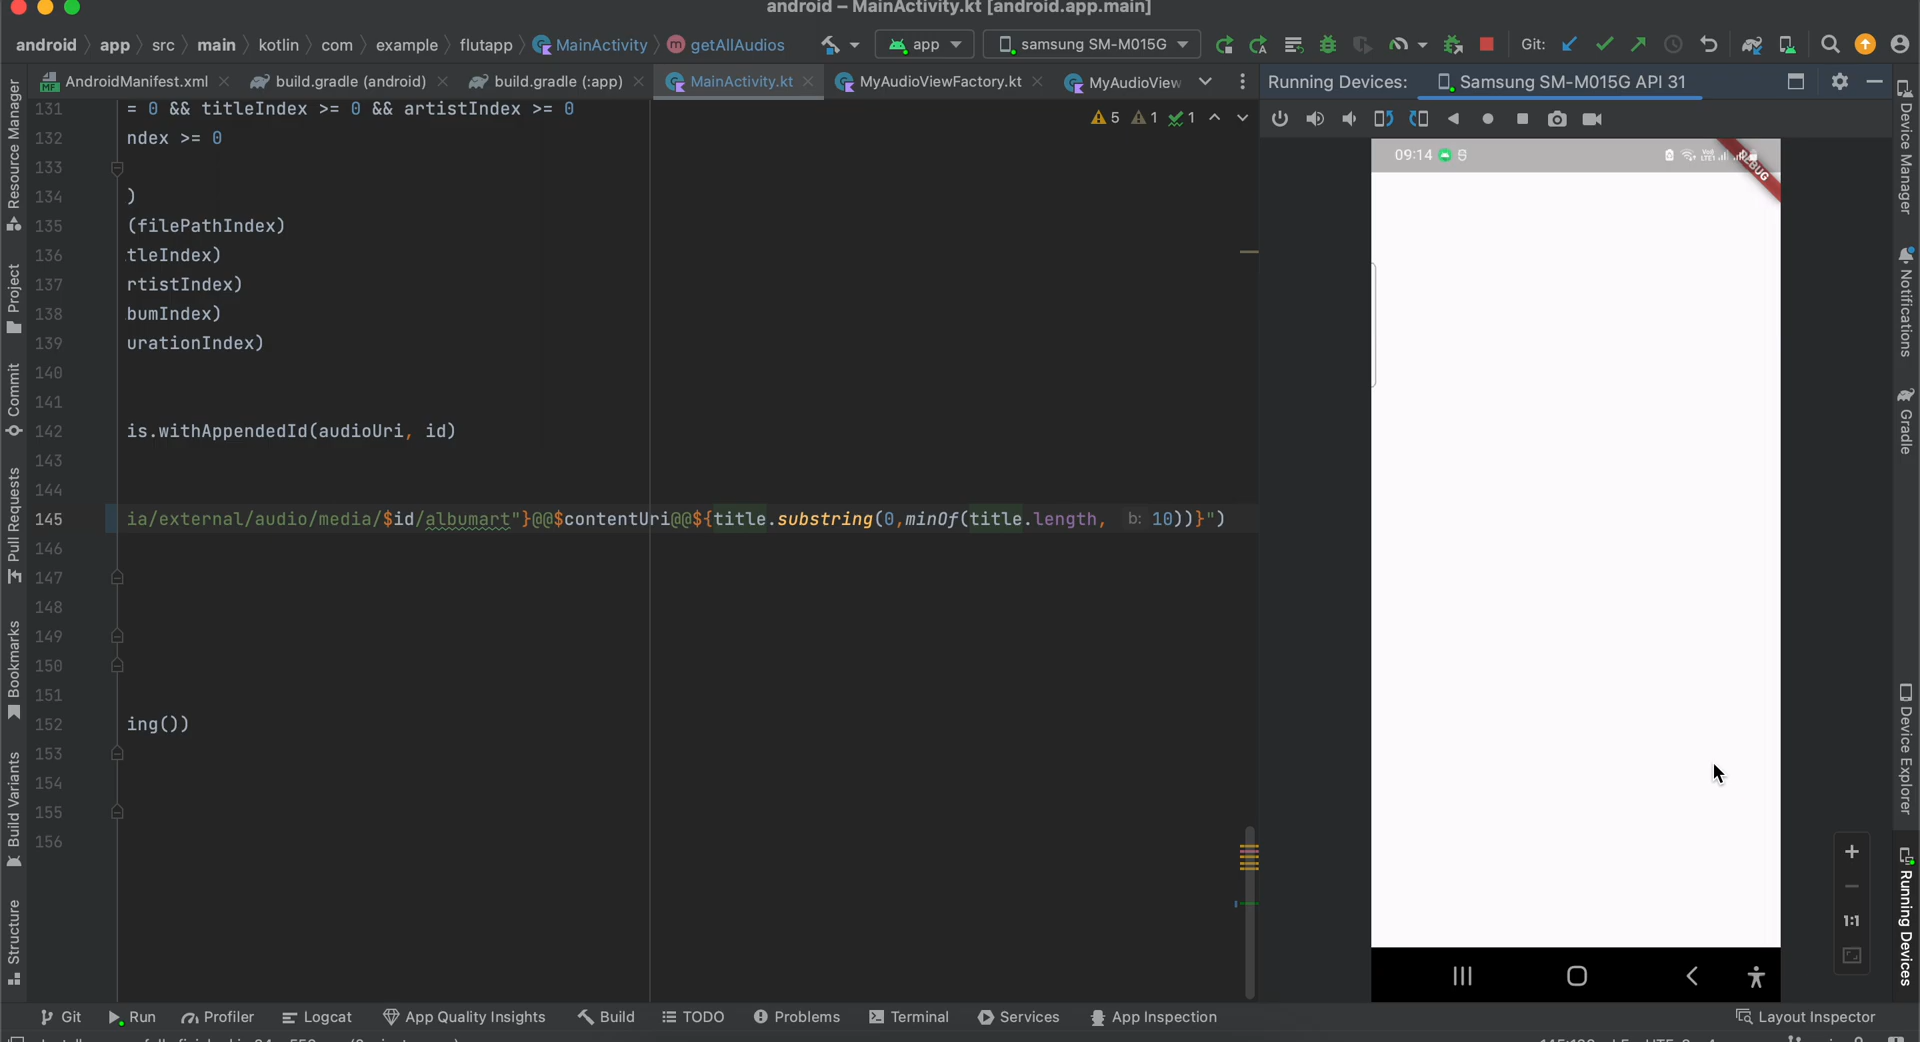 android – MainActivity.kt [android.app.main]
android app src main kotlin com example flutapp MainActivity getAllAudios app samsung SM-M015G Git:
AndroidManifest.xml build.gradle (android) build.gradle (:app) MainActivity.kt MyAudioViewFactory.kt MyAudioView Running Devices: Samsung SM-M015G API 31
5 1 1
131 = 0 && titleIndex >= 0 && artistIndex >= 0
132 ndex >= 0
133
134 )
135 (filePathIndex)
136 tleIndex)
137 rtistIndex)
138 bumIndex)
139 urationIndex)
140
141
142 is.withAppendedId(audioUri, id)
143
144
145 ia/external/audio/media/$id/albumart"}@@$contentUri@@${title.substring(0,minOf(title.length, b: 10))}")
146
147
148
149
150
151
152 ing())
153
154
155
156
Resource Manager
Project
Commit
Pull Requests
Bookmarks
Build Variants
Structure
09:14
1:1
Device Manager
Notifications
Gradle
Device Explorer
Running Devices
Git Run Profiler Logcat App Quality Insights Build TODO Problems Terminal Services App Inspection Layout Inspector